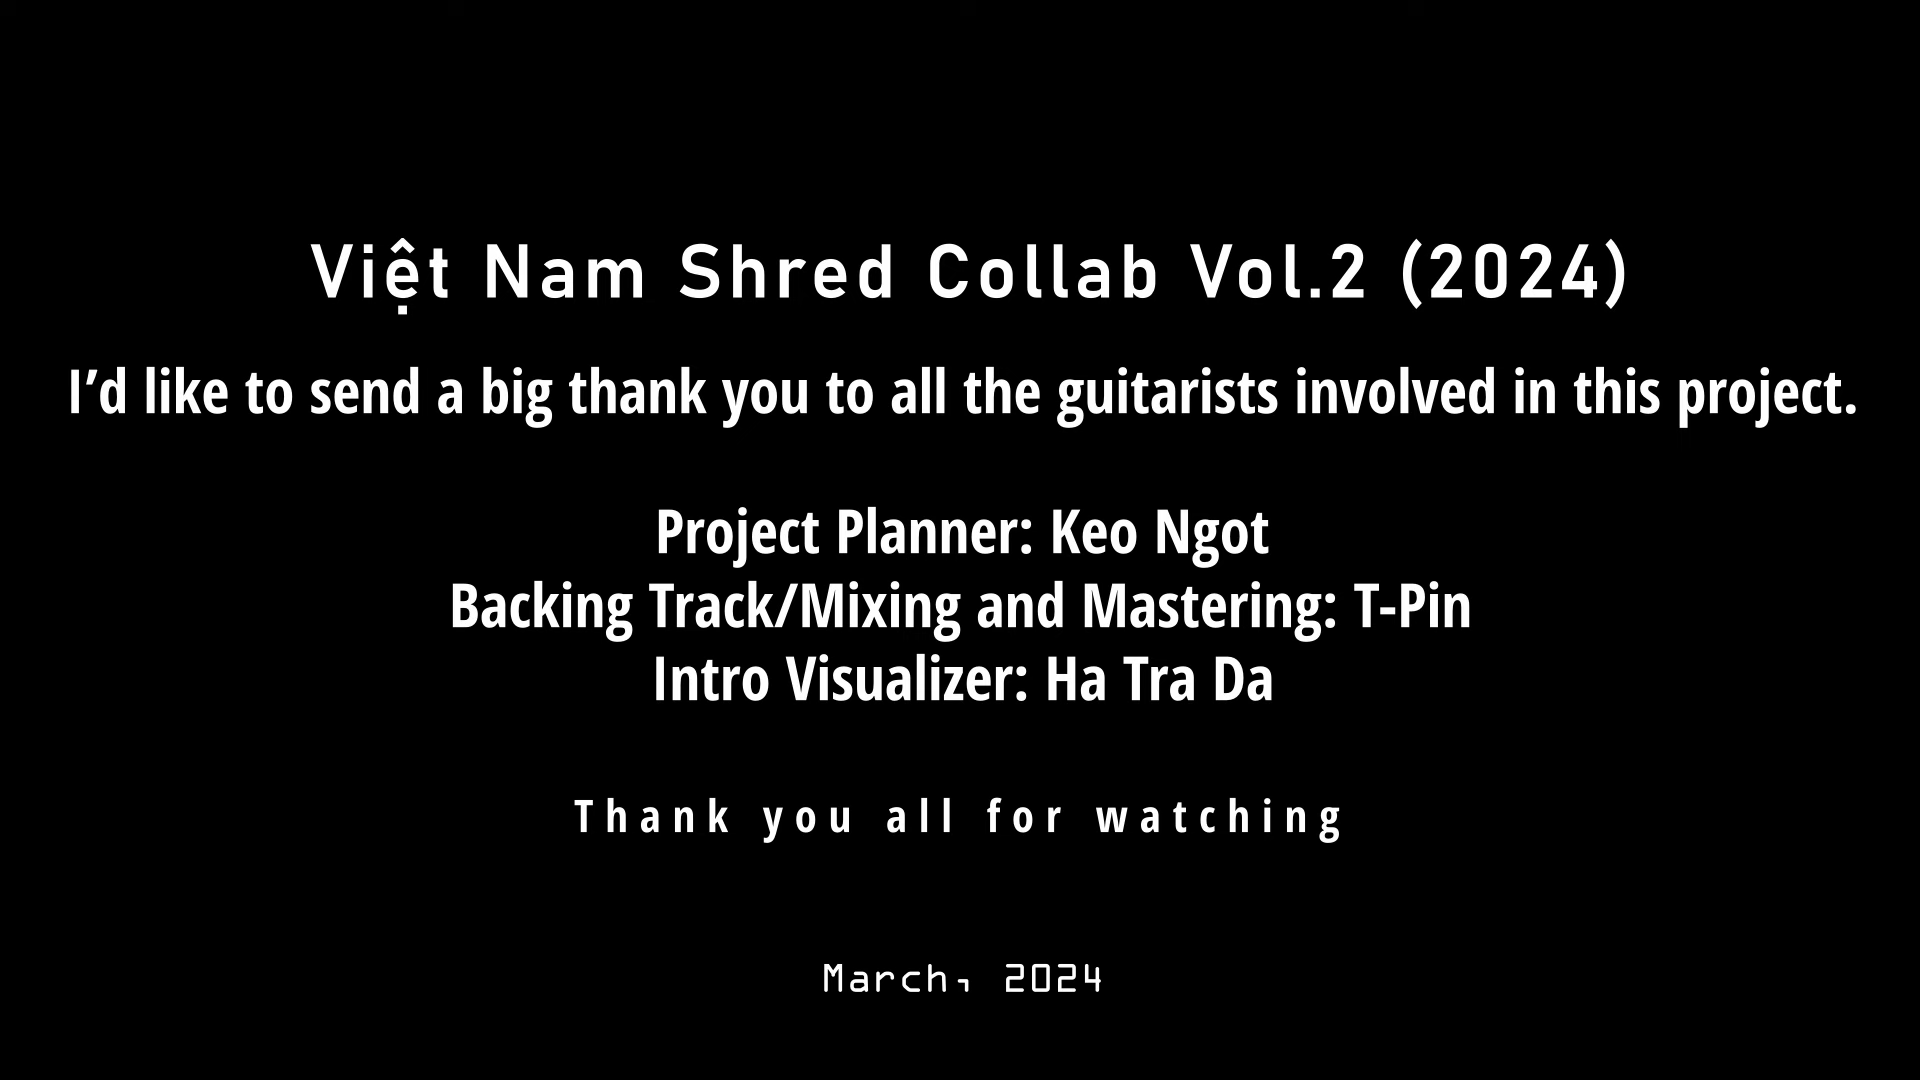 Việt Nam Shred Collab Vol.2 (2024)
I’d like to send a big thank you to all the guitarists involved in this project.
Project Planner: Keo Ngot
Backing Track/Mixing and Mastering: T-Pin
Intro Visualizer: Ha Tra Da
Thank you all for watching
March, 2024